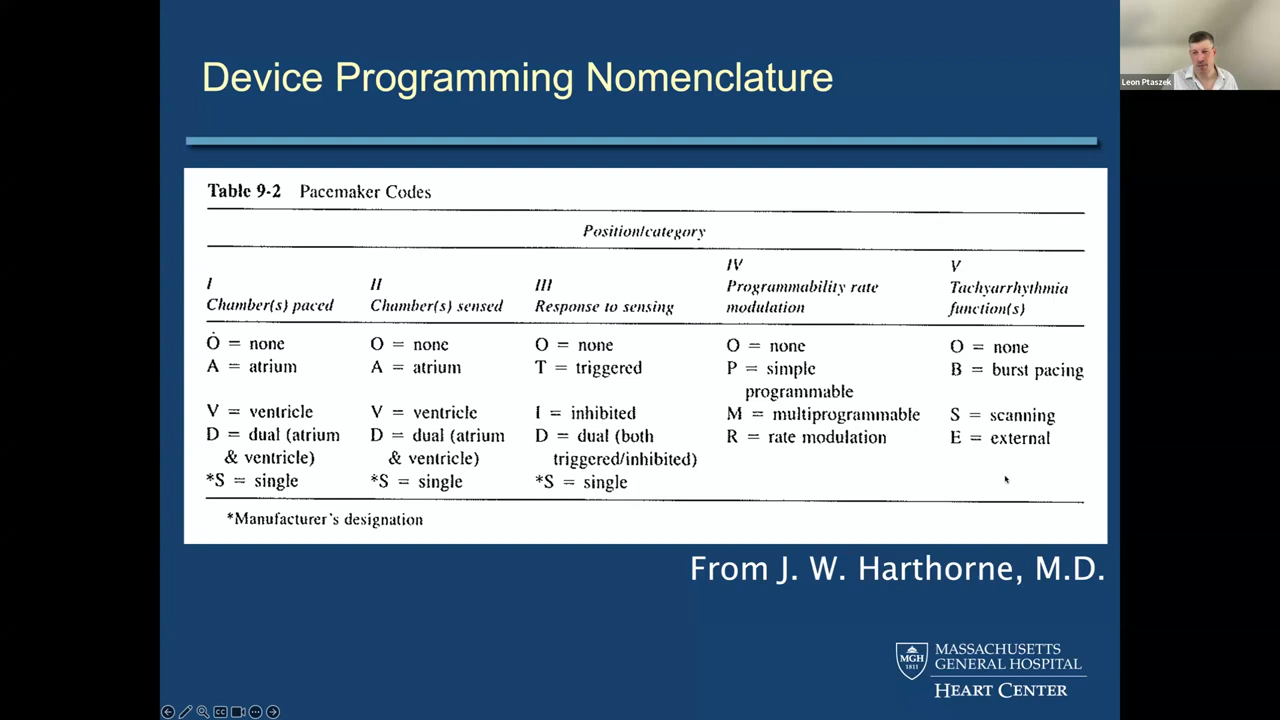 Device Programming Nomenclature
Leon Ptaszek
Table 9-2 Pacemaker Codes
Position/category
I
Chamber(s) paced
II
Chamber(s) sensed
III
Response to sensing
IV
Programmability rate
modulation
V
Tachyarrhythmia
function(s)
O = none
A = atrium
V = ventricle
D = dual (atrium
& ventricle)
*S = single
O = none
A = atrium
V = ventricle
D = dual (atrium
& ventricle)
*S = single
O = none
T = triggered
I = inhibited
D = dual (both
triggered/inhibited)
*S = single
O = none
P = simple
programmable
M = multiprogrammable
R = rate modulation
O = none
B = burst pacing
S = scanning
E = external
*Manufacturer's designation
From J. W. Harthorne, M.D.
MGH
1811
MASSACHUSETTS
GENERAL HOSPITAL
HEART CENTER